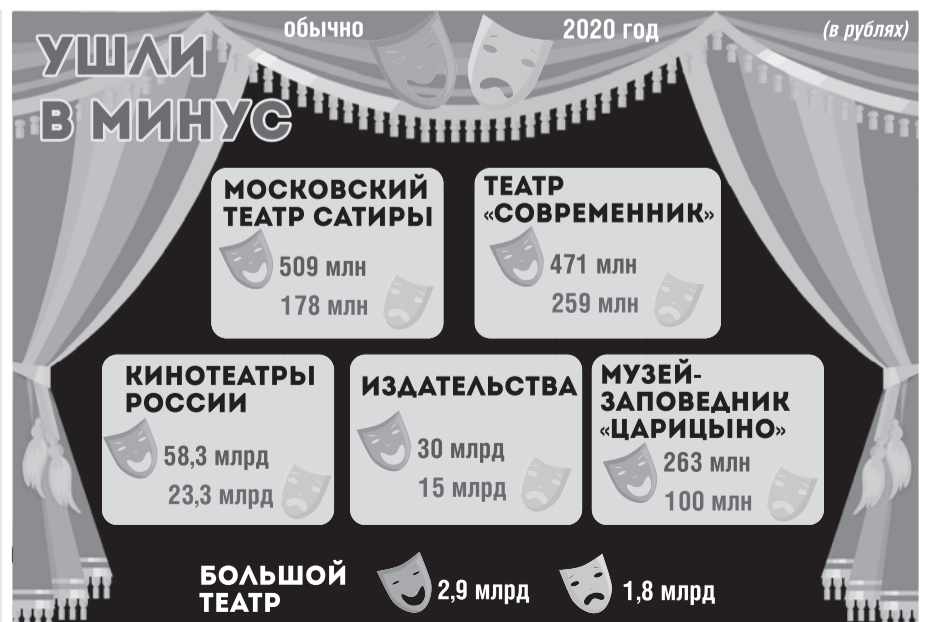 УШЛИ
В МИНУС
обычно
2020 год
(в рублях)
МОСКОВСКИЙ
ТЕАТР САТИРЫ
509 млн
178 млн
ТЕАТР
«СОВРЕМЕННИК»
471 млн
259 млн
КИНОТЕАТРЫ
РОССИИ
58,3 млрд
23,3 млрд
ИЗДАТЕЛЬСТВА
30 млрд
15 млрд
МУЗЕЙ-
ЗАПОВЕДНИК
«ЦАРИЦЫНО»
263 млн
100 млн
БОЛЬШОЙ
ТЕАТР
2,9 млрд
1,8 млрд